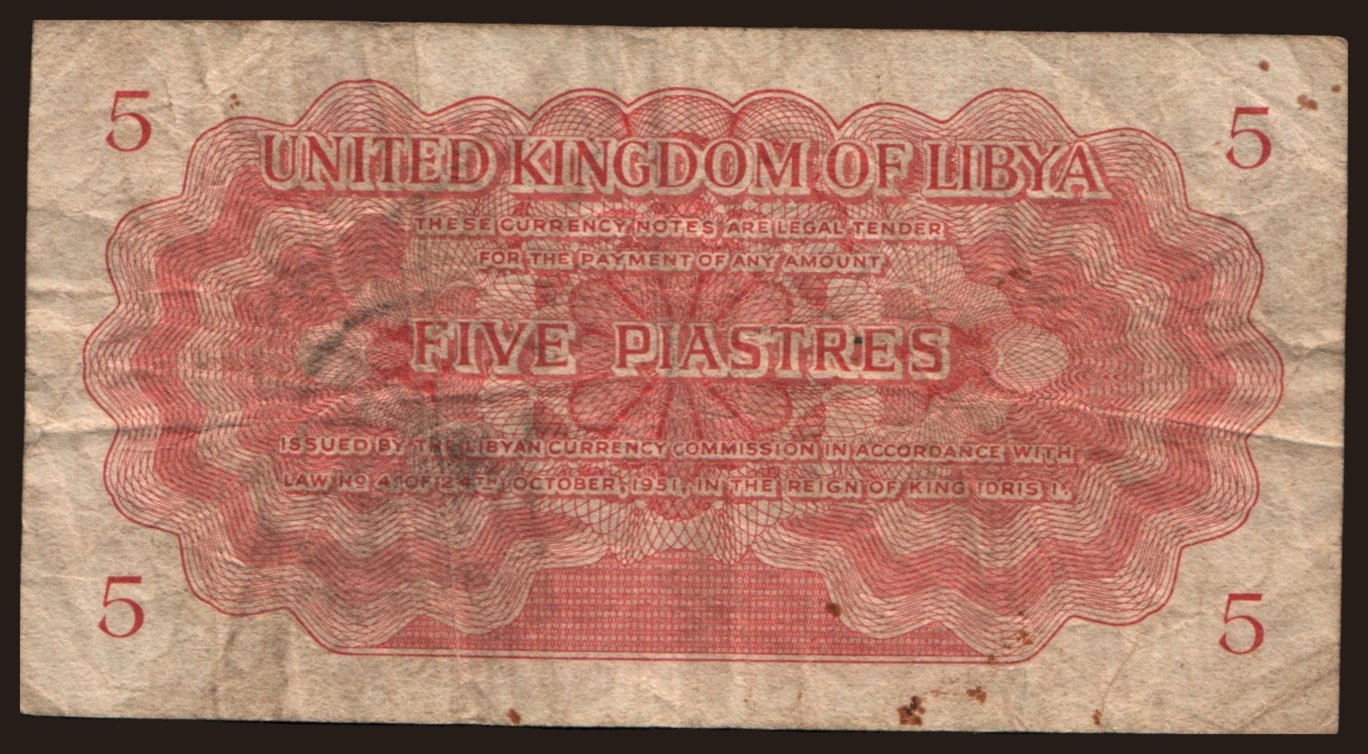 5 5
UNITED KINGDOM OF LIBYA
THESE CURRENCY NOTES ARE LEGAL TENDER
FOR THE PAYMENT OF ANY AMOUNT
FIVE PIASTRES
ISSUED BY THE LIBYAN CURRENCY COMMISSION IN ACCORDANCE WITH
LAW Nº 4 OF 24TH OCTOBER, 1951, IN THE REIGN OF KING IDRIS 1.
5 5